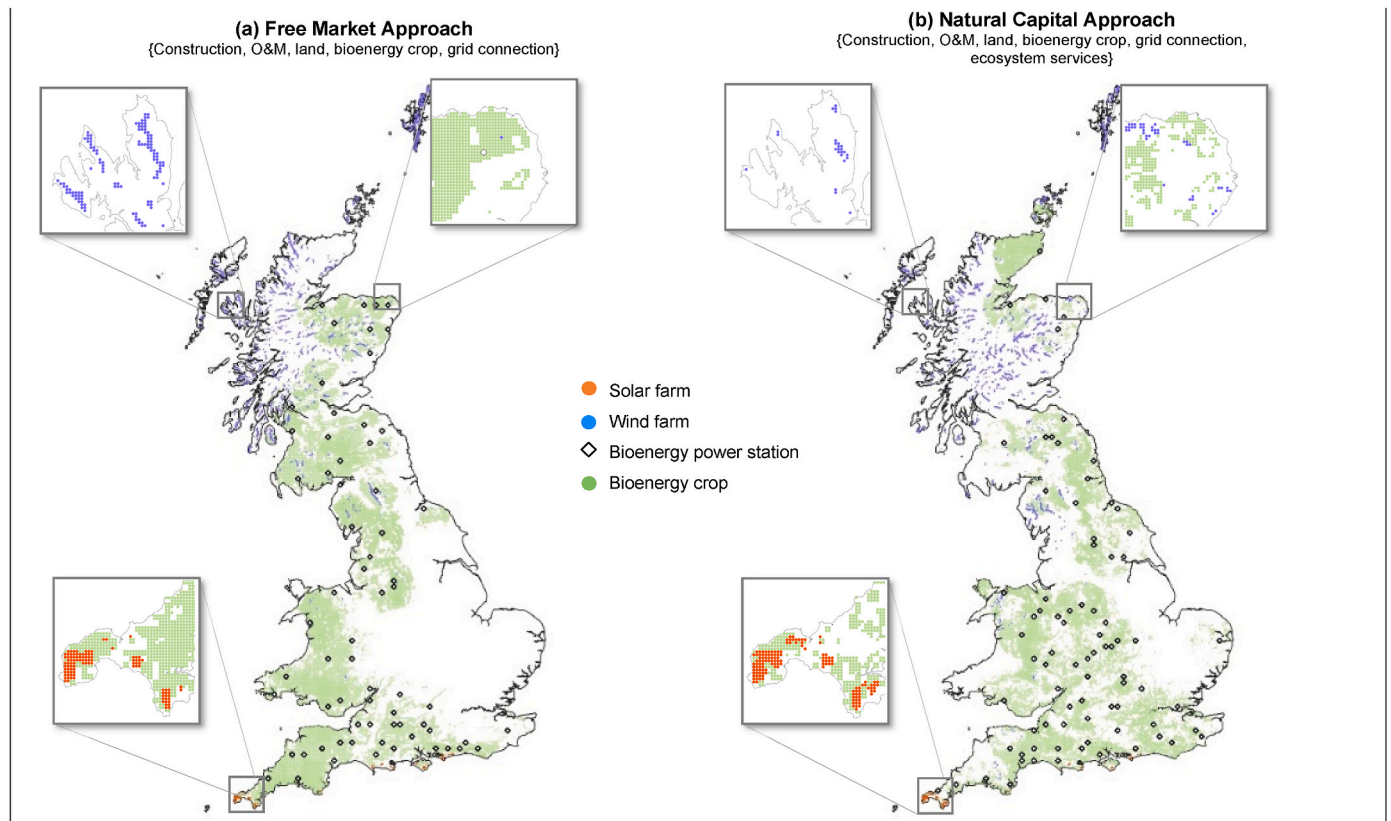 (a) Free Market Approach
{Construction, O&M, land, bioenergy crop, grid connection}
(b) Natural Capital Approach
{Construction, O&M, land, bioenergy crop, grid connection,
ecosystem services}
Solar farm
Wind farm
Bioenergy power station
Bioenergy crop